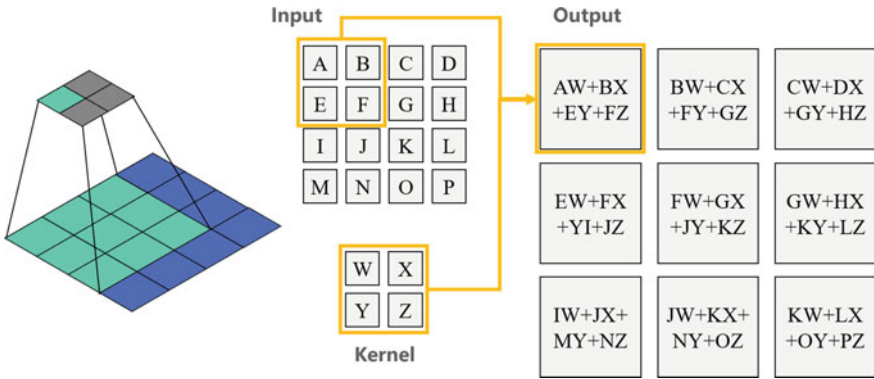 Input
Output
A B C D
E F G H
I J K L
M N O P
W X
Y Z
Kernel
AW+BX
+EY+FZ
BW+CX
+FY+GZ
CW+DX
+GY+HZ
EW+FX
+YI+JZ
FW+GX
+JY+KZ
GW+HX
+KY+LZ
IW+JX+
MY+NZ
JW+KX+
NY+OZ
KW+LX
+OY+PZ